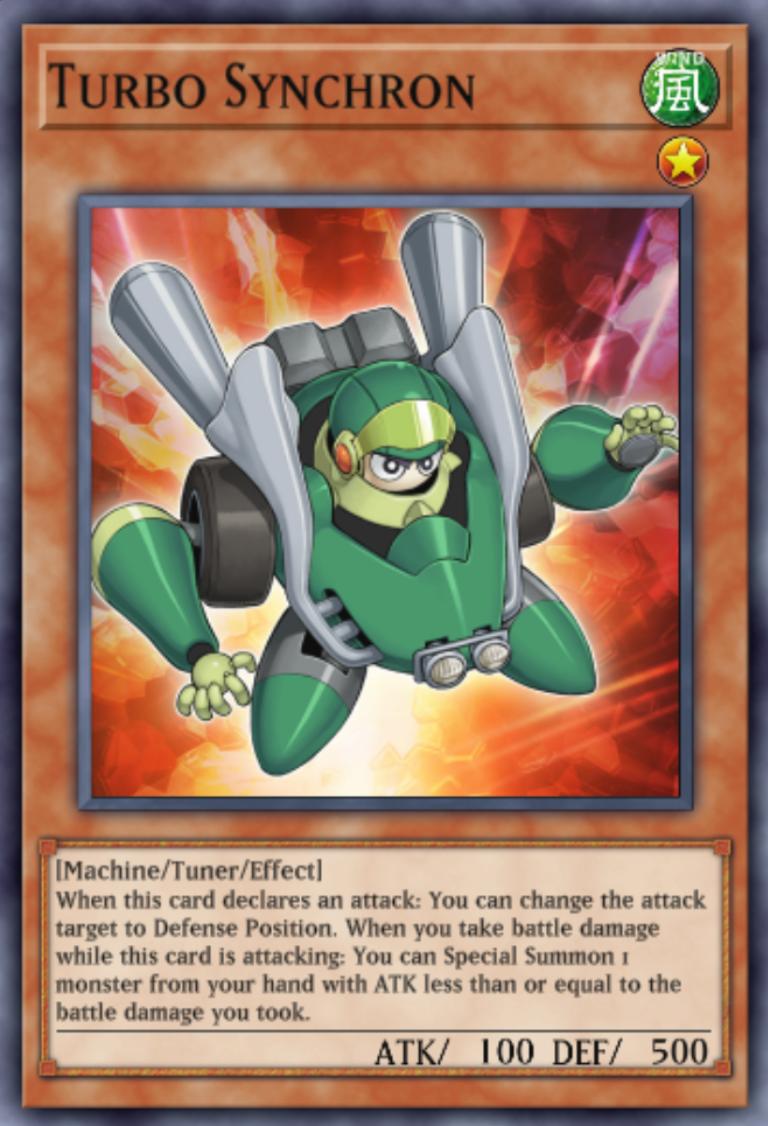 TURBO SYNCHRON
WIND
風
[Machine/Tuner/Effect]
When this card declares an attack: You can change the attack
target to Defense Position. When you take battle damage
while this card is attacking: You can Special Summon 1
monster from your hand with ATK less than or equal to the
battle damage you took.
ATK/ 100 DEF/ 500